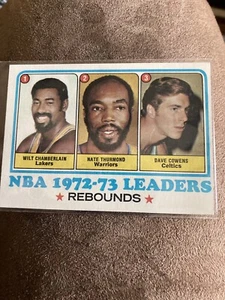 1 2 3
WILT CHAMBERLAIN NATE THURMOND DAVE COWENS
Lakers Warriors Celtics
NBA 1972-73 LEADERS
REBOUNDS